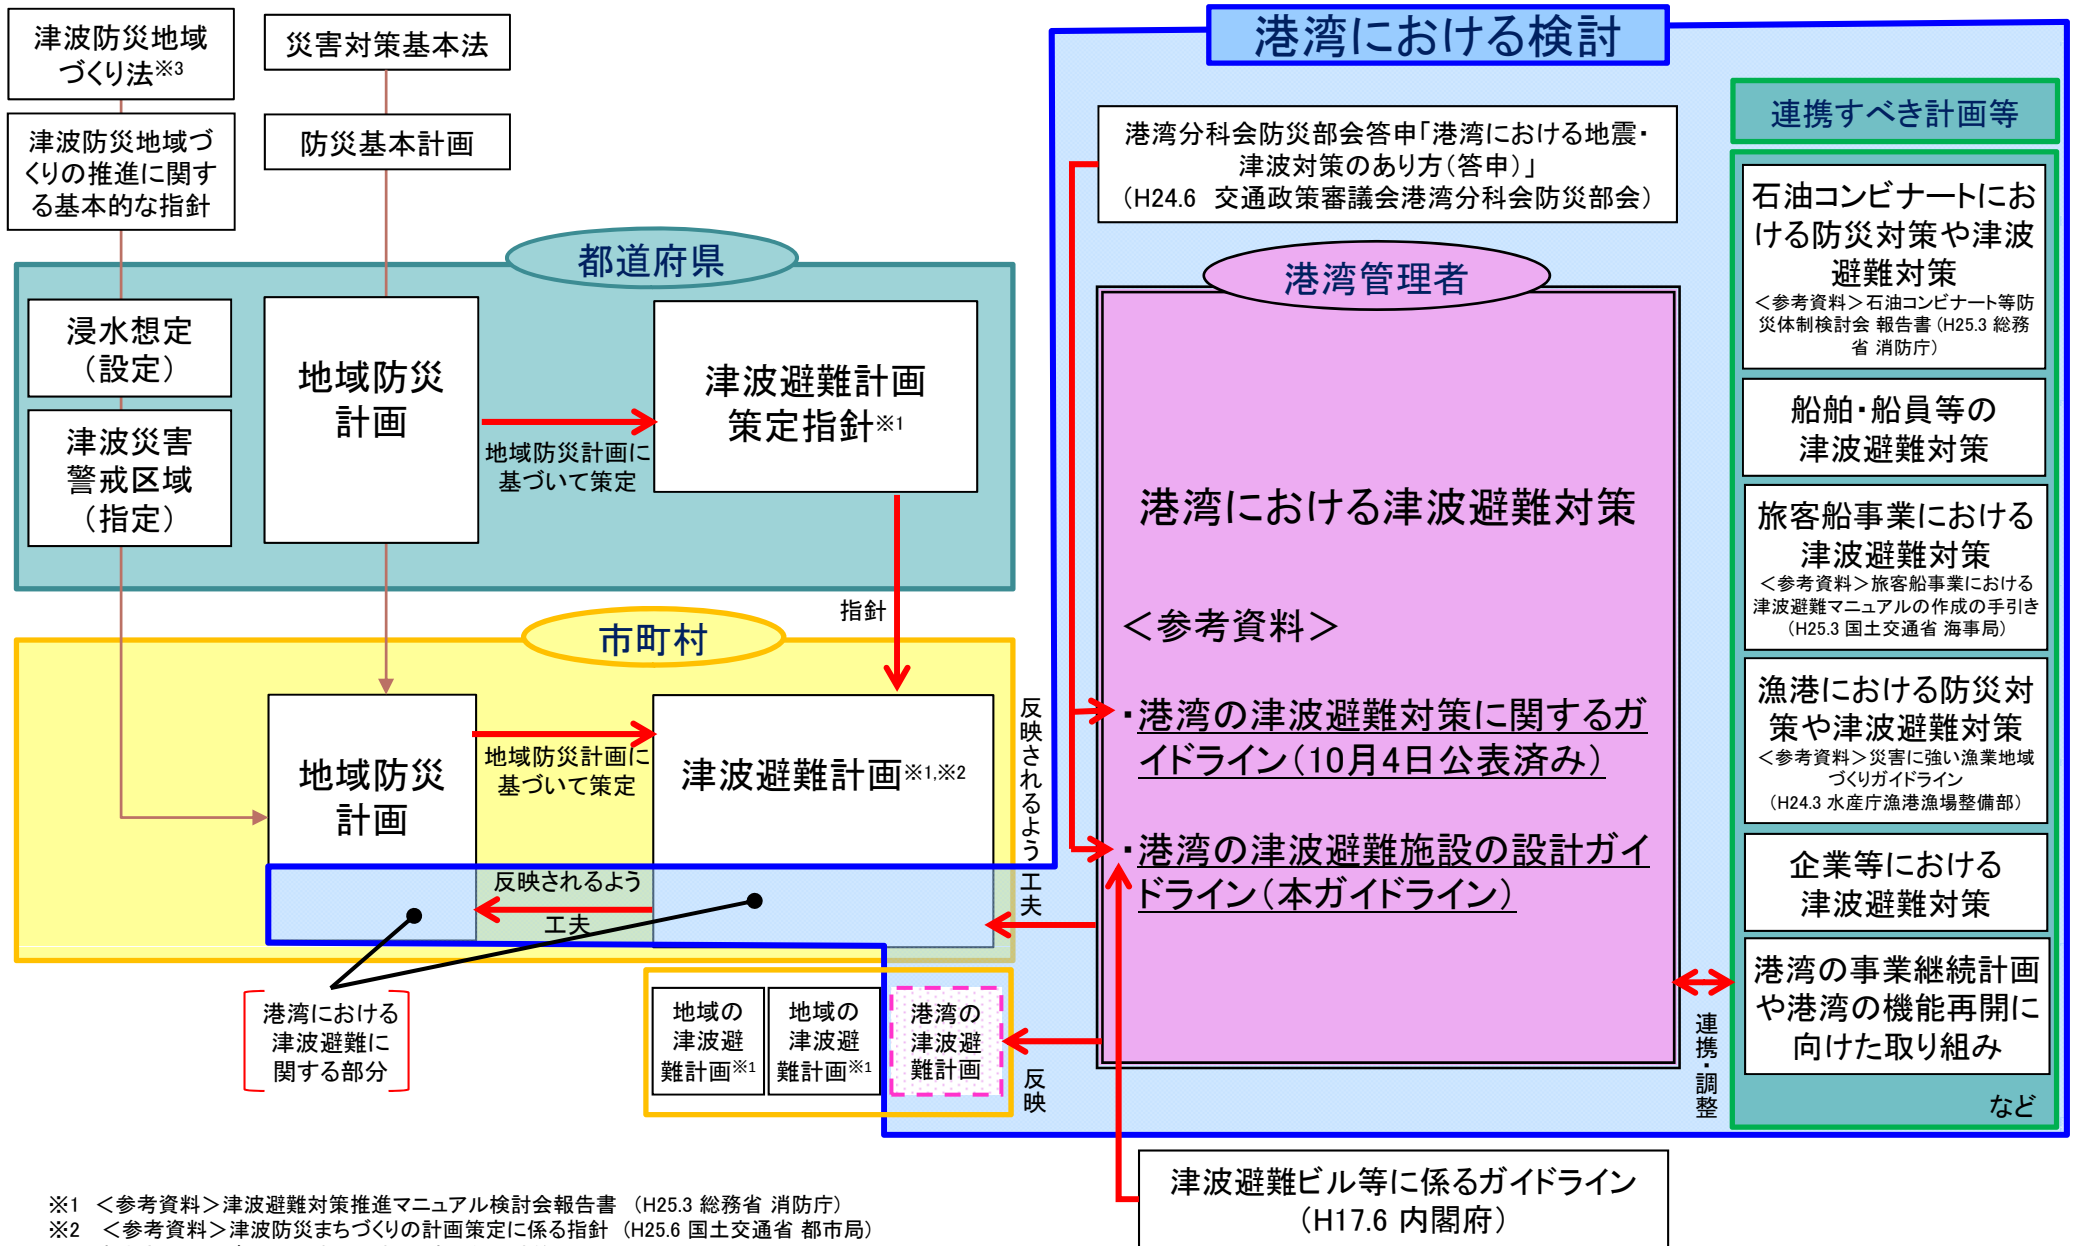 津波防災地域
づくり法※3
災害対策基本法
港湾における検討
津波防災地域づ
くりの推進に関す
る基本的な指針
防災基本計画
港湾分科会防災部会答申「港湾における地震・
津波対策のあり方（答申）」
（H24.6　交通政策審議会港湾分科会防災部会）
連携すべき計画等
都道府県
浸水想定
（設定）
津波災害
警戒区域
（指定）
地域防災
計画
地域防災計画に
基づいて策定
津波避難計画
策定指針※1
指針
市町村
地域防災
計画
地域防災計画に
基づいて策定
津波避難計画※1,※2
反映されるよう
工夫
反映されるよう工夫
港湾における
津波避難に
関する部分
地域の
津波避
難計画※1
地域の
津波避
難計画※1
港湾の
津波避
難計画
反映
港湾管理者
港湾における津波避難対策
＜参考資料＞
・港湾の津波避難対策に関するガ
イドライン（10月4日公表済み）
・港湾の津波避難施設の設計ガイ
ドライン（本ガイドライン）
連携・調整
石油コンビナートにお
ける防災対策や津波
避難対策
＜参考資料＞石油コンビナート等防
災体制検討会 報告書（H25.3 総務
省 消防庁）
船舶・船員等の
津波避難対策
旅客船事業における
津波避難対策
＜参考資料＞旅客船事業における
津波避難マニュアルの作成の手引き
（H25.3 国土交通省 海事局）
漁港における防災対
策や津波避難対策
＜参考資料＞災害に強い漁業地域
づくりガイドライン
（H24.3 水産庁漁港漁場整備部）
企業等における
津波避難対策
港湾の事業継続計画
や港湾の機能再開に
向けた取り組み
など
津波避難ビル等に係るガイドライン
（H17.6 内閣府）
※1　＜参考資料＞津波避難対策推進マニュアル検討会報告書 （H25.3 総務省 消防庁）
※2　＜参考資料＞津波防災まちづくりの計画策定に係る指針 （H25.6 国土交通省 都市局）